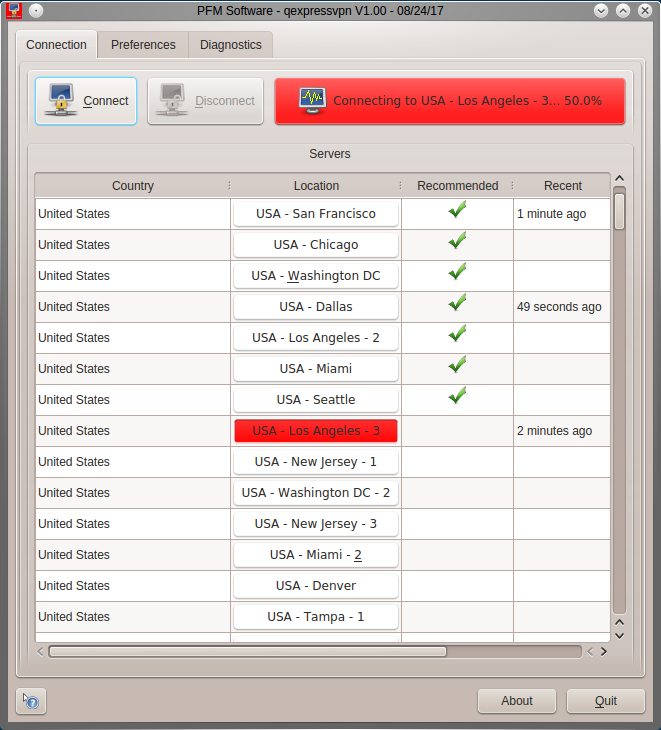 PFM Software - qexpressvpn V1.00 - 08/24/17
Connection Preferences Diagnostics
Connect Disconnect Connecting to USA - Los Angeles - 3... 50.0%
Servers
Country Location Recommended Recent
United States USA - San Francisco 1 minute ago
United States USA - Chicago
United States USA - Washington DC
United States USA - Dallas 49 seconds ago
United States USA - Los Angeles - 2
United States USA - Miami
United States USA - Seattle
United States USA - Los Angeles - 3 2 minutes ago
United States USA - New Jersey - 1
United States USA - Washington DC - 2
United States USA - New Jersey - 3
United States USA - Miami - 2
United States USA - Denver
United States USA - Tampa - 1
About Quit